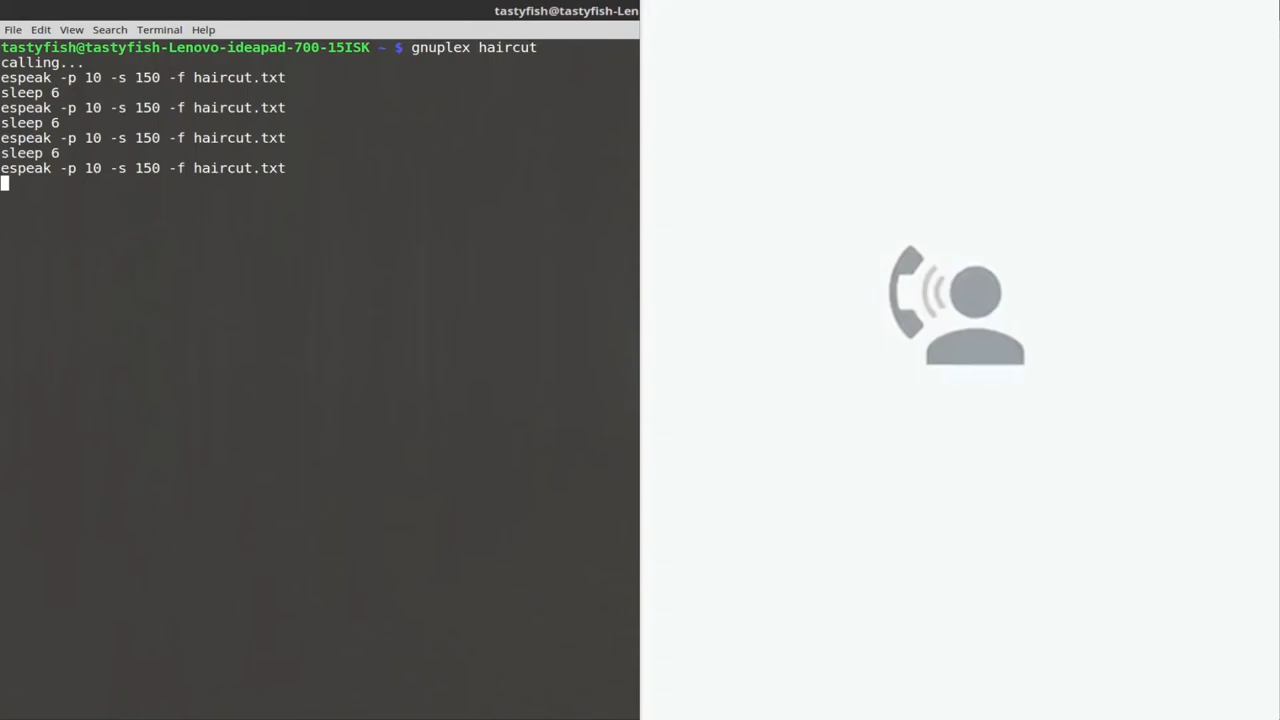 tastyfish@tastyfish-Len
File Edit View Search Terminal Help
tastyfish@tastyfish-Lenovo-ideapad-700-15ISK ~ $ gnuplex haircut
calling...
espeak -p 10 -s 150 -f haircut.txt
sleep 6
espeak -p 10 -s 150 -f haircut.txt
sleep 6
espeak -p 10 -s 150 -f haircut.txt
sleep 6
espeak -p 10 -s 150 -f haircut.txt